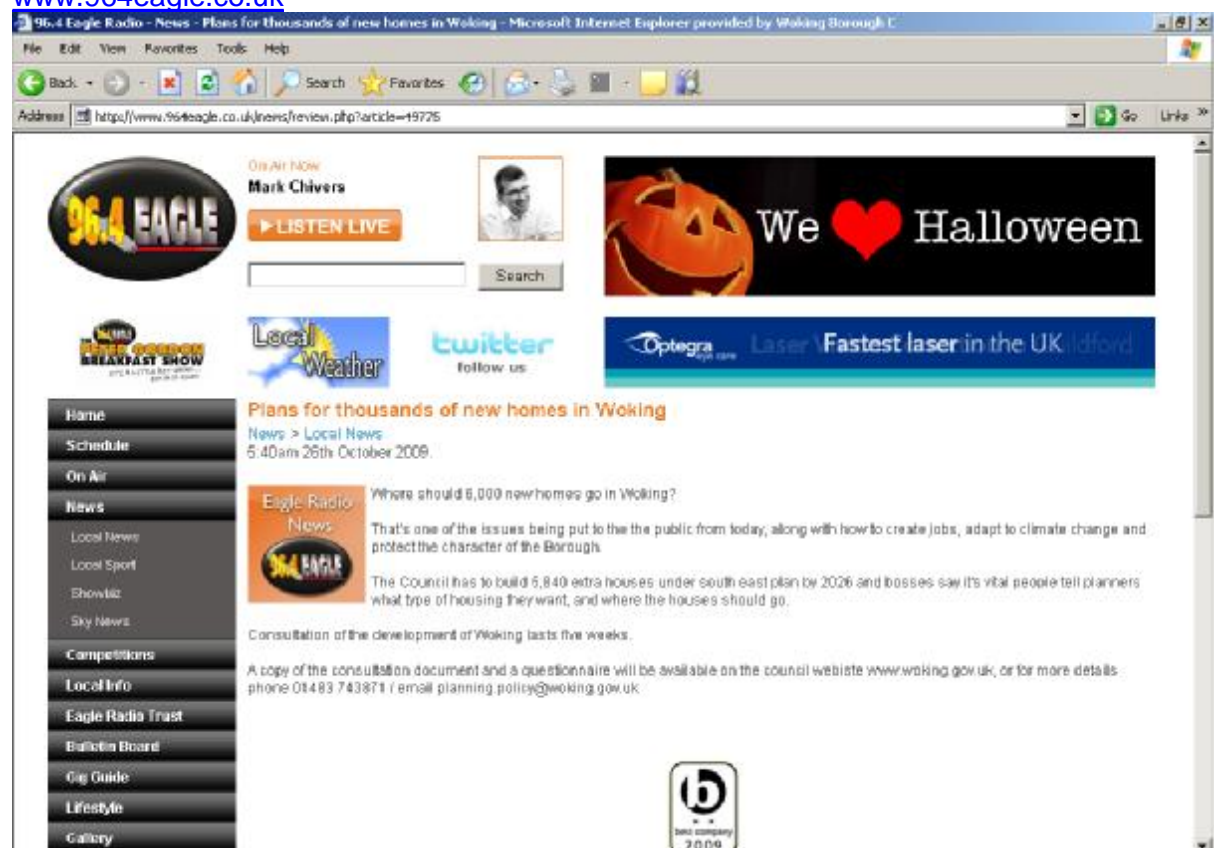 www.964eagle.co.uk
96.4 Eagle Radio - News - Plans for thousands of new homes in Woking - Microsoft Internet Explorer provided by Woking Borough C
File Edit View Favorites Tools Help
Back Search Favorites
Address http://www.964eagle.co.uk/news/review.php?article=49775 Go Links »
On Air Now
Mark Chivers
LISTEN LIVE
96.4 EAGLE
Search
We Halloween
PETER GORDON
BREAKFAST SHOW
Local
Weather
twitter
follow us
Optegra eye care Laser Fastest laser in the UK ildford
Home
Schedule
On Air
News
Local News
Local Sport
Showbiz
Sky News
Competitions
Local Info
Eagle Radio Trust
Bulletin Board
Gig Guide
Lifestyle
Gallery
Plans for thousands of new homes in Woking
News > Local News
5:40am 26th October 2009.
Eagle Radio
News
96.4 EAGLE
Where should 6,000 new homes go in Woking?
That's one of the issues being put to the the public from today, along with how to create jobs, adapt to climate change and
protect the character of the Borough.
The Council has to build 5,840 extra houses under south east plan by 2026 and bosses say it's vital people tell planners
what type of housing they want, and where the houses should go.
Consultation of the development of Woking lasts five weeks.
A copy of the consultation document and a questionnaire will be available on the council webiste www.woking.gov.uk, or for more details
phone 01483 743871 / email planning.policy@woking.gov.uk
b
best company
2009